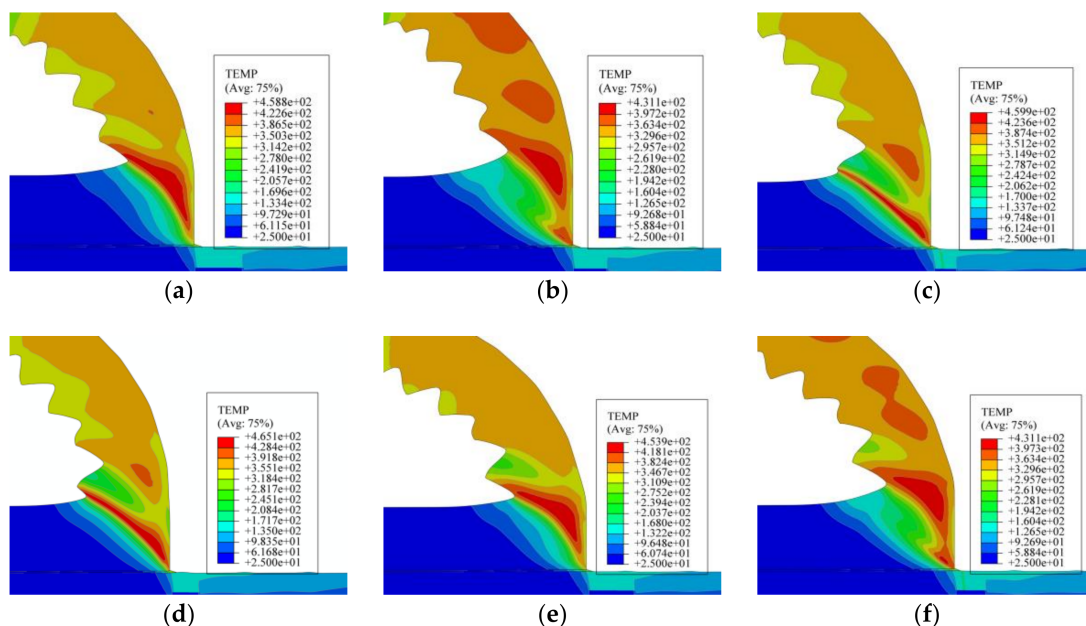 TEMP
(Avg: 75%)
+4.588e+02
+4.226e+02
+3.865e+02
+3.503e+02
+3.142e+02
+2.780e+02
+2.419e+02
+2.057e+02
+1.696e+02
+1.334e+02
+9.729e+01
+6.115e+01
+2.500e+01
(a)
TEMP
(Avg: 75%)
+4.311e+02
+3.972e+02
+3.634e+02
+3.296e+02
+2.957e+02
+2.619e+02
+2.280e+02
+1.942e+02
+1.604e+02
+1.265e+02
+9.268e+01
+5.884e+01
+2.500e+01
(b)
TEMP
(Avg: 75%)
+4.599e+02
+4.236e+02
+3.874e+02
+3.512e+02
+3.149e+02
+2.787e+02
+2.424e+02
+2.062e+02
+1.700e+02
+1.337e+02
+9.748e+01
+6.124e+01
+2.500e+01
(c)
TEMP
(Avg: 75%)
+4.651e+02
+4.284e+02
+3.918e+02
+3.551e+02
+3.184e+02
+2.817e+02
+2.451e+02
+2.084e+02
+1.717e+02
+1.350e+02
+9.835e+01
+6.168e+01
+2.500e+01
(d)
TEMP
(Avg: 75%)
+4.539e+02
+4.181e+02
+3.824e+02
+3.467e+02
+3.109e+02
+2.752e+02
+2.394e+02
+2.037e+02
+1.680e+02
+1.322e+02
+9.648e+01
+6.074e+01
+2.500e+01
(e)
TEMP
(Avg: 75%)
+4.311e+02
+3.973e+02
+3.634e+02
+3.296e+02
+2.957e+02
+2.619e+02
+2.281e+02
+1.942e+02
+1.604e+02
+1.265e+02
+9.269e+01
+5.884e+01
+2.500e+01
(f)